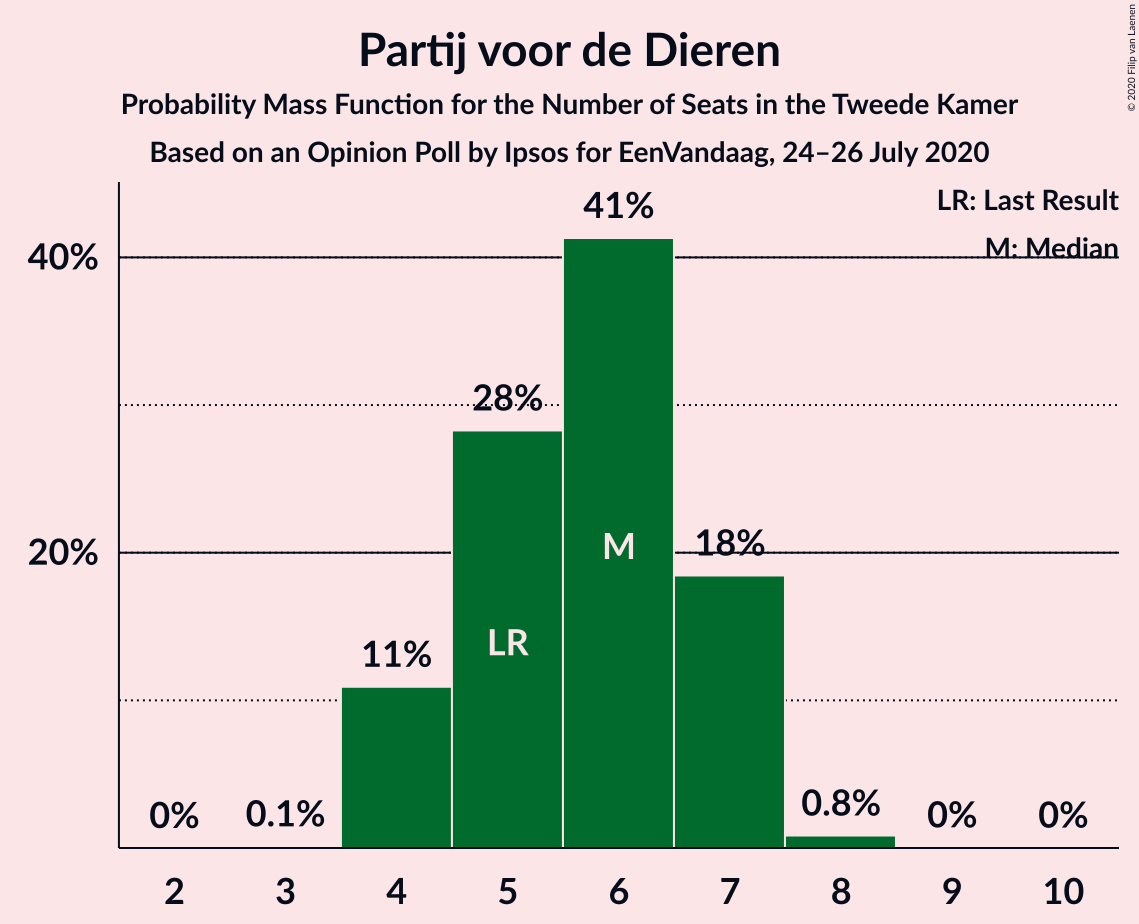 Partij voor de Dieren
Probability Mass Function for the Number of Seats in the Tweede Kamer
Based on an Opinion Poll by Ipsos for EenVandaag, 24–26 July 2020
© 2020 Filip van Laenen
LR: Last Result
M: Median
41%
40%
28%
M
18%
20%
LR
11%
0%
0.1%
0.8%
0%
0%
2
3
4
5
6
7
8
9
10